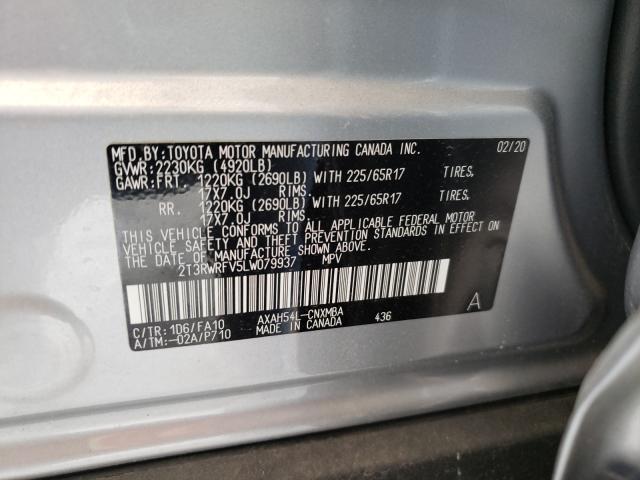 MFD.BY:TOYOTA MOTOR MANUFACTURING CANADA INC. 02/20
GVWR:2230KG (4920LB)
GAWR:FRT. 1220KG (2690LB) WITH 225/65R17 TIRES,
17X7.0J RIMS.
RR. 1220KG (2690LB) WITH 225/65R17 TIRES,
17X7.0J RIMS.
THIS VEHICLE CONFORMS TO ALL APPLICABLE FEDERAL MOTOR
VEHICLE SAFETY AND THEFT PREVENTION STANDARDS IN EFFECT ON
THE DATE OF MANUFACTURE SHOWN ABOVE.
2T3RWRFV5LW079937 MPV
A
C/TR:1D6/FA10 AXAH54L-CNXMBA 436
A/TM:-02A/P710 MADE IN CANADA